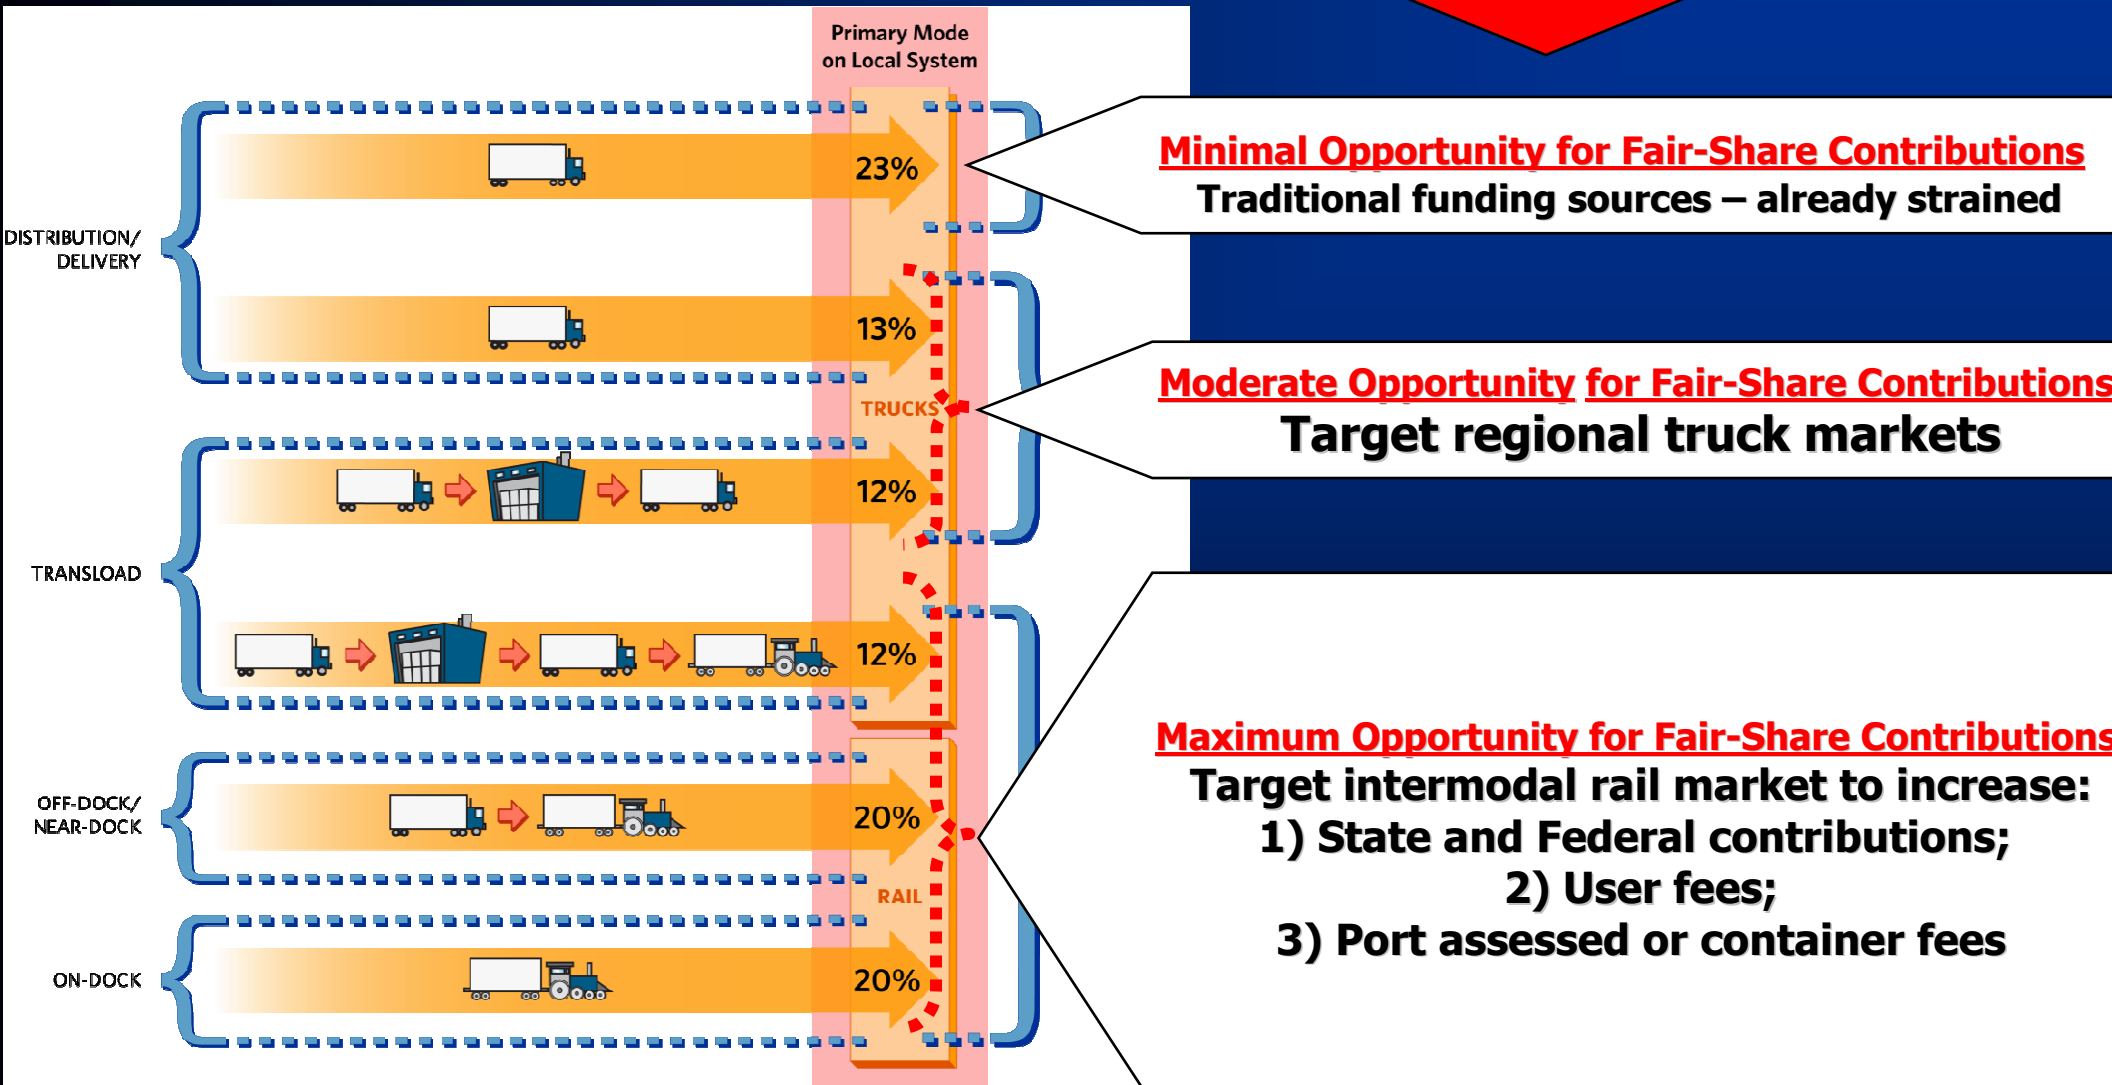 Primary Mode
on Local System
DISTRIBUTION/
DELIVERY
23%
13%
TRUCKS
TRANSLOAD
12%
12%
OFF-DOCK/
NEAR-DOCK
20%
RAIL
ON-DOCK
20%
Minimal Opportunity for Fair-Share Contributions
Traditional funding sources – already strained
Moderate Opportunity for Fair-Share Contributions
Target regional truck markets
Maximum Opportunity for Fair-Share Contributions
Target intermodal rail market to increase:
1) State and Federal contributions;
2) User fees;
3) Port assessed or container fees